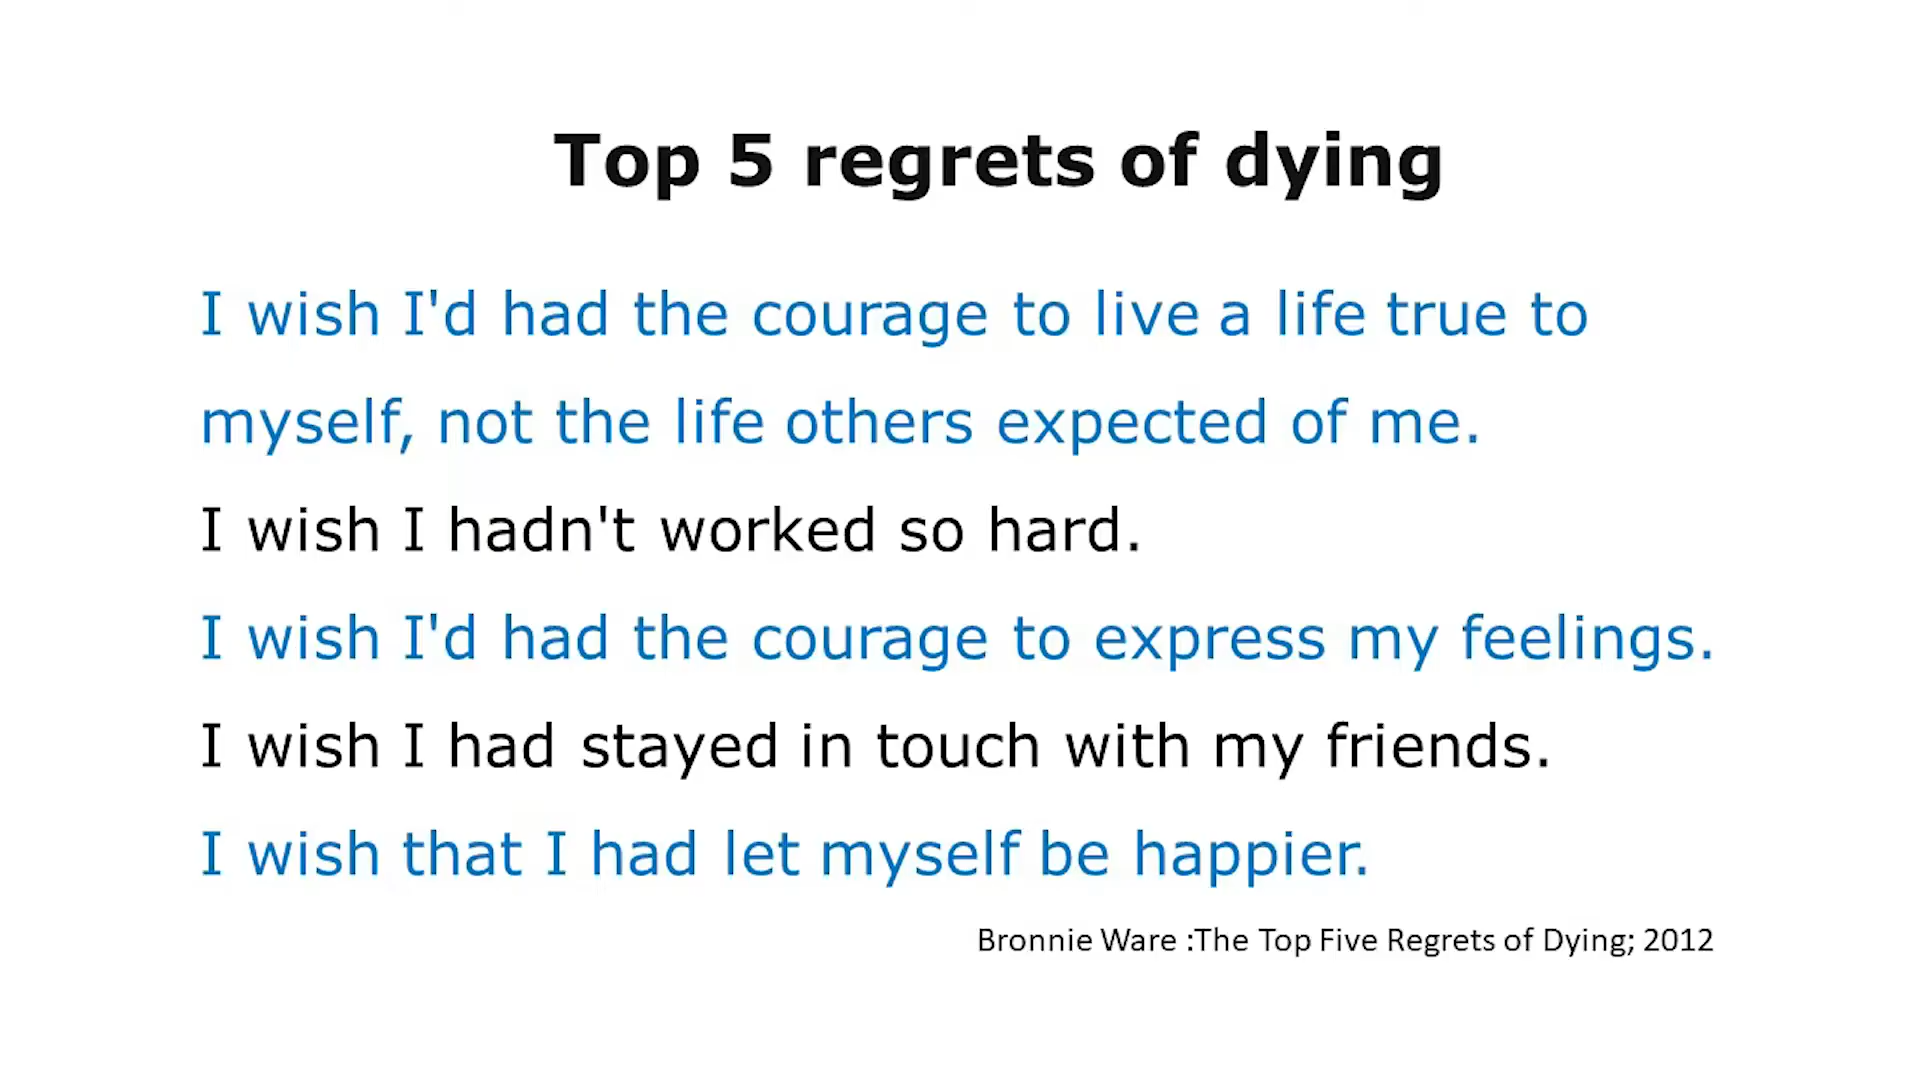 Top 5 regrets of dying
I wish I'd had the courage to live a life true to
myself, not the life others expected of me.
I wish I hadn't worked so hard.
I wish I'd had the courage to express my feelings.
I wish I had stayed in touch with my friends.
I wish that I had let myself be happier.
Bronnie Ware :The Top Five Regrets of Dying; 2012